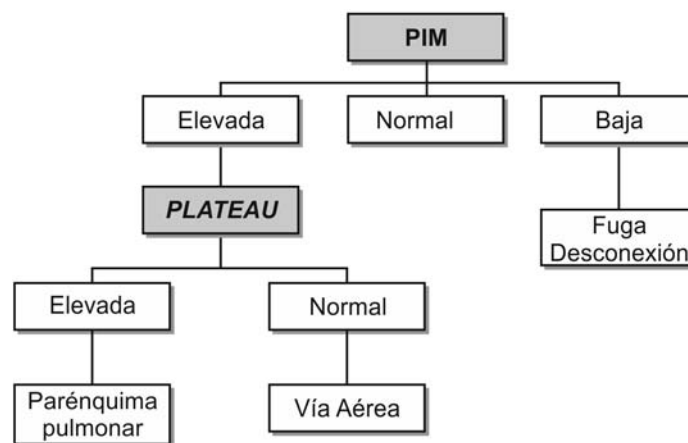 PIM
Elevada
Normal
Baja
PLATEAU
Fuga
Desconexión
Elevada
Normal
Parénquima
pulmonar
Vía Aérea